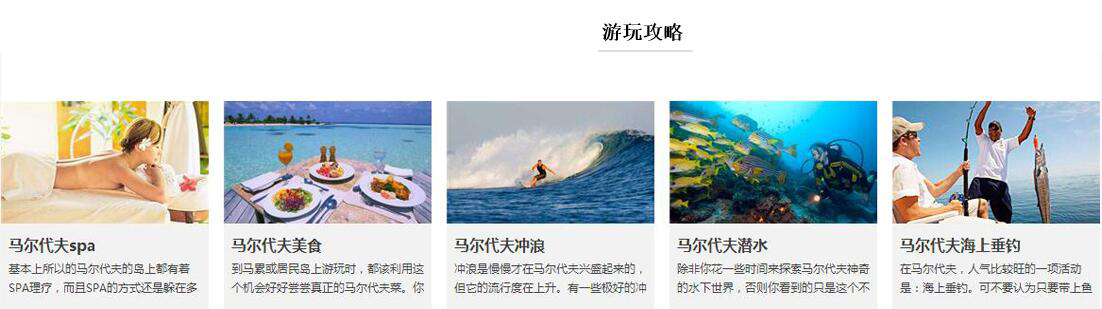 游玩攻略
马尔代夫spa
基本上所以的马尔代夫的岛上都有着
SPA理疗，而且SPA的方式还是躲在多
马尔代夫美食
到马累或居民岛上游玩时，都该利用这
个机会好好尝尝真正的马尔代夫菜。你
马尔代夫冲浪
冲浪是慢慢才在马尔代夫兴盛起来的，
但它的流行度在上升。有一些极好的冲
马尔代夫潜水
除非你花一些时间来探索马尔代夫神奇
的水下世界，否则你看到的只是这个不
马尔代夫海上垂钓
在马尔代夫，人气比较旺的一项活动
是：海上垂钓。可不要认为只要带上鱼